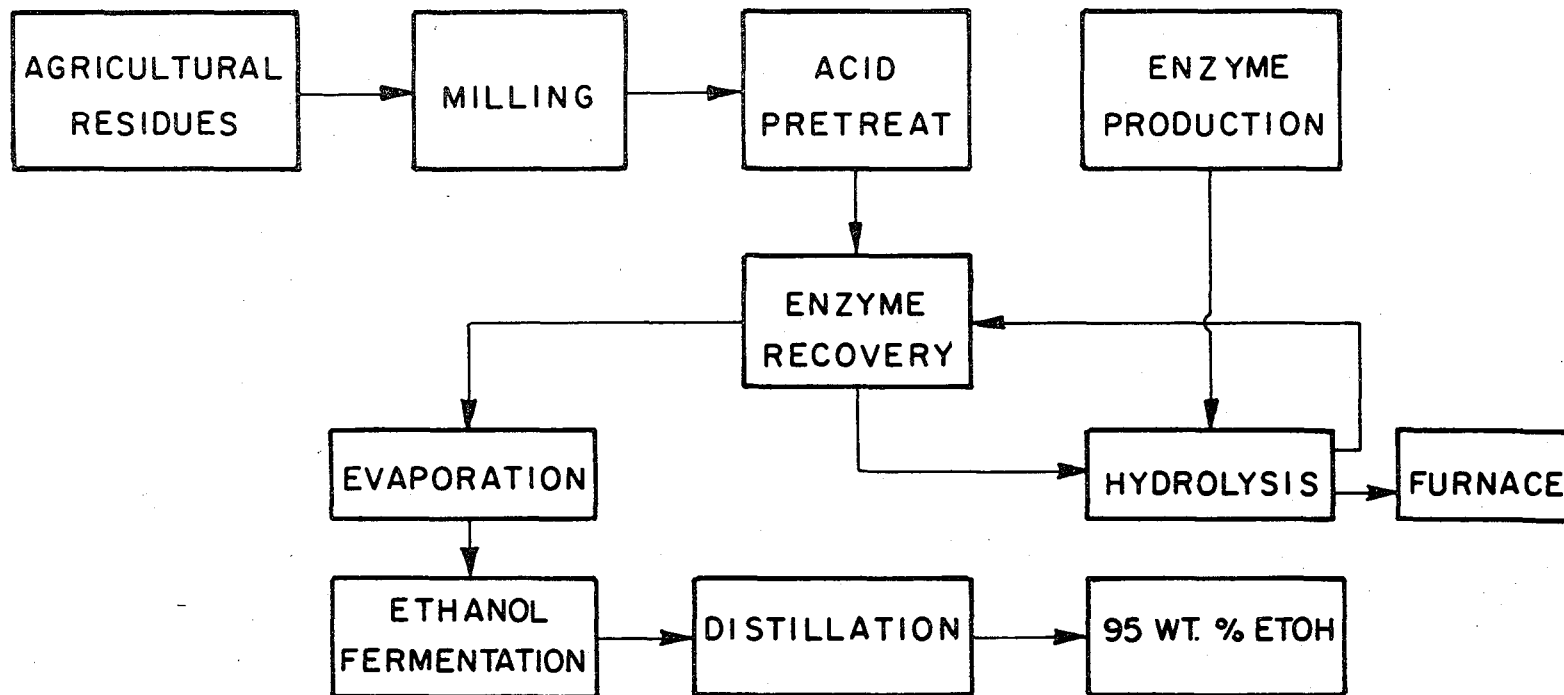 AGRICULTURAL
RESIDUES
MILLING
ACID
PRETREAT
ENZYME
PRODUCTION
ENZYME
RECOVERY
EVAPORATION
HYDROLYSIS
FURNACE
ETHANOL
FERMENTATION
DISTILLATION
95 WT. % ETOH